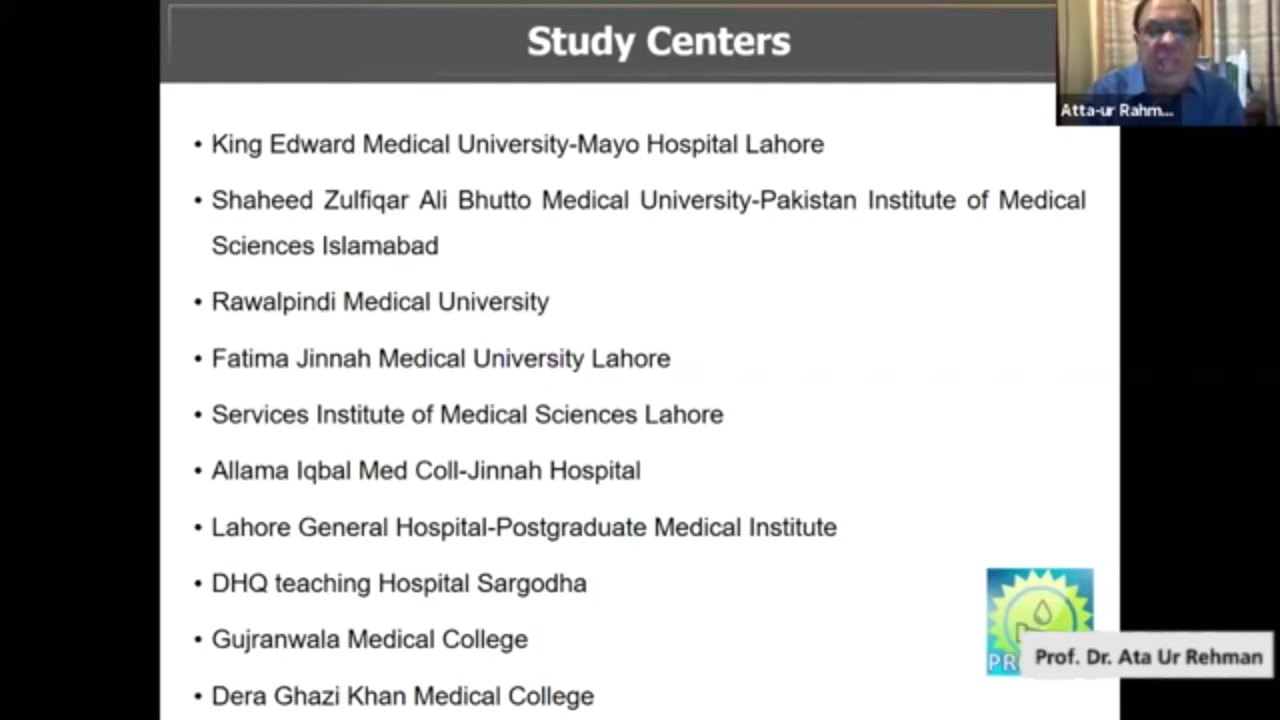 Study Centers
Atta-ur Rahm...
• King Edward Medical University-Mayo Hospital Lahore
• Shaheed Zulfiqar Ali Bhutto Medical University-Pakistan Institute of Medical
Sciences Islamabad
• Rawalpindi Medical University
• Fatima Jinnah Medical University Lahore
• Services Institute of Medical Sciences Lahore
• Allama Iqbal Med Coll-Jinnah Hospital
• Lahore General Hospital-Postgraduate Medical Institute
• DHQ teaching Hospital Sargodha
• Gujranwala Medical College
• Dera Ghazi Khan Medical College
Prof. Dr. Ata Ur Rehman